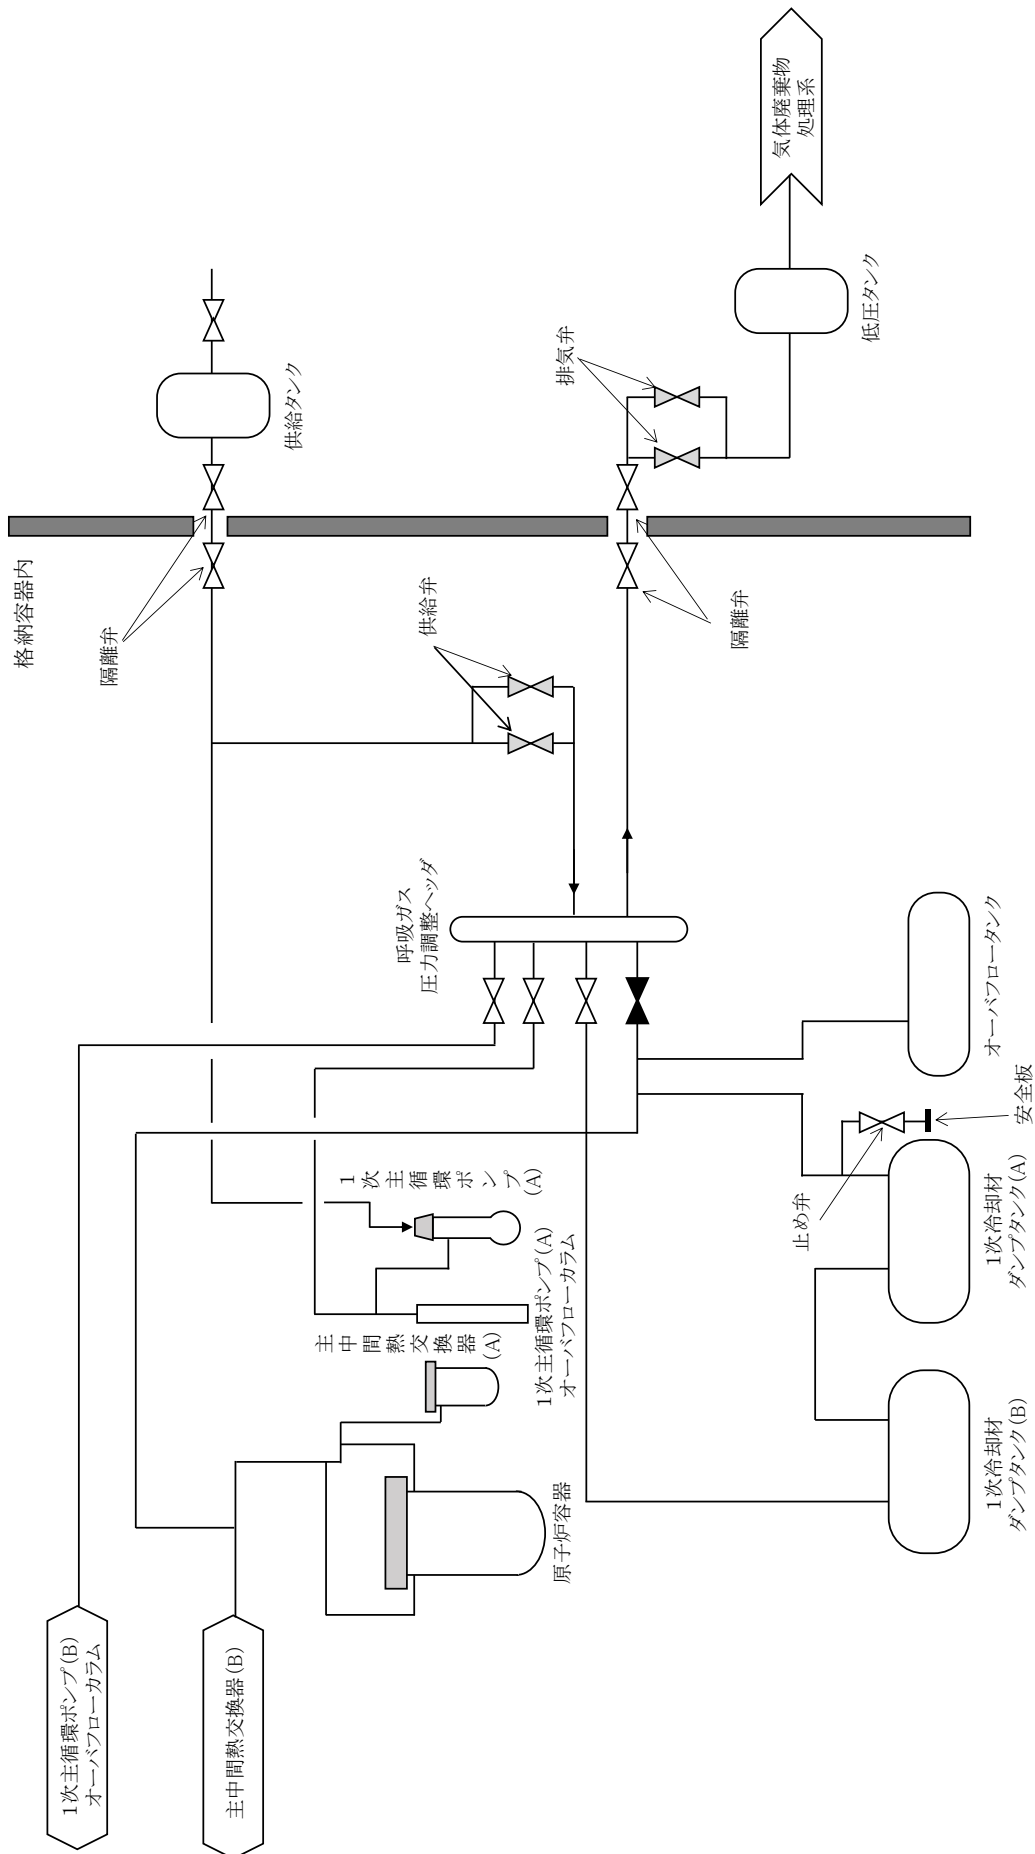 1次主循環ポンプ(B)
オーバフローカラム
主中間熱交換器(B)
原子炉容器
主中間熱交換器(A)
1次主循環ポンプ(A)
オーバフローカラム
1次主循環ポンプ(A)
1次冷却材
ダンプタンク(B)
1次冷却材
ダンプタンク(A)
止め弁
安全板
オーバフロータンク
呼吸ガス
圧力調整ヘッダ
供給弁
隔離弁
格納容器内
隔離弁
供給タンク
排気弁
低圧タンク
気体廃棄物
処理系